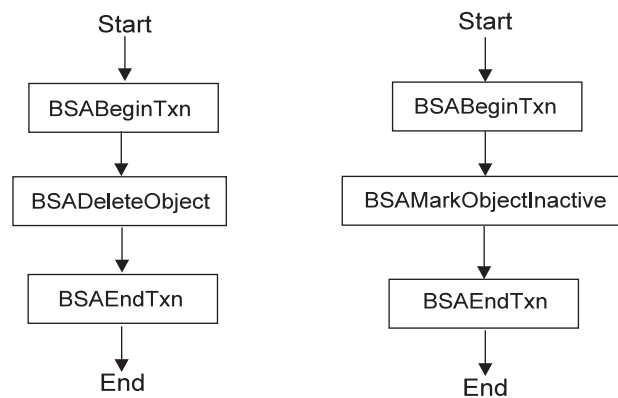 Start
BSABeginTxn
BSADeleteObject
BSAEndTxn
End
Start
BSABeginTxn
BSAMarkObjectInactive
BSAEndTxn
End